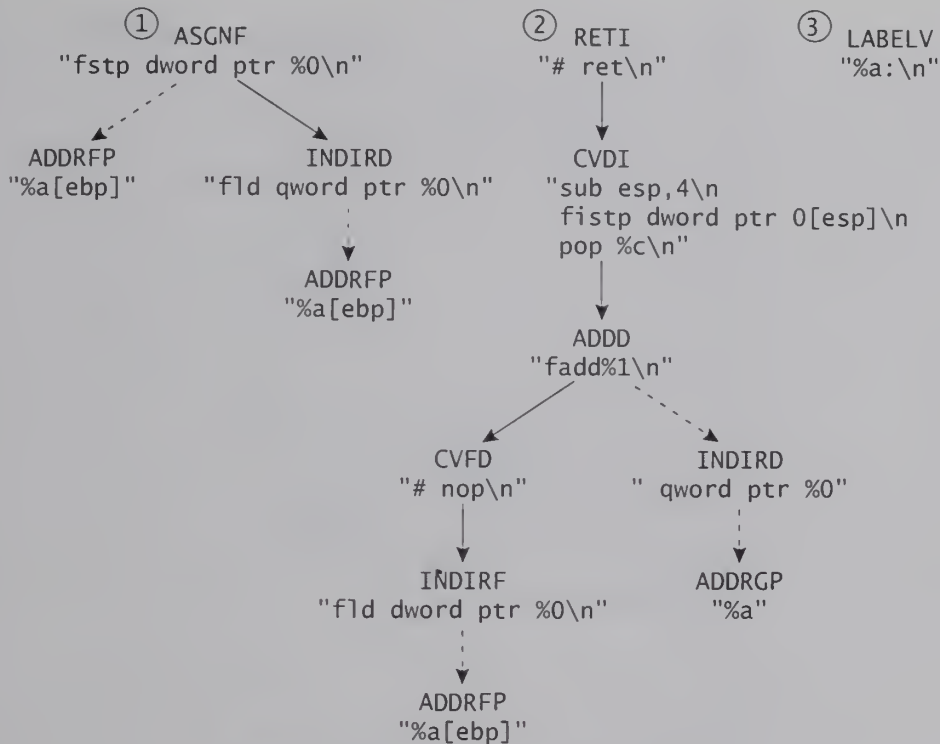 1 ASGNF
"fstp dword ptr %0\n"
ADDRFP
"%a[ebp]"
INDIRD
"fld qword ptr %0\n"
ADDRFP
"%a[ebp]"
2 RETI
"# ret\n"
CVDI
"sub esp,4\n
fistp dword ptr 0[esp]\n
pop %c\n"
ADDD
"fadd%1\n"
CVFD
"# nop\n"
INDIRD
" qword ptr %0"
INDIRF
"fld dword ptr %0\n"
ADDRGP
"%a"
ADDRFP
"%a[ebp]"
3 LABELV
"%a:\n"